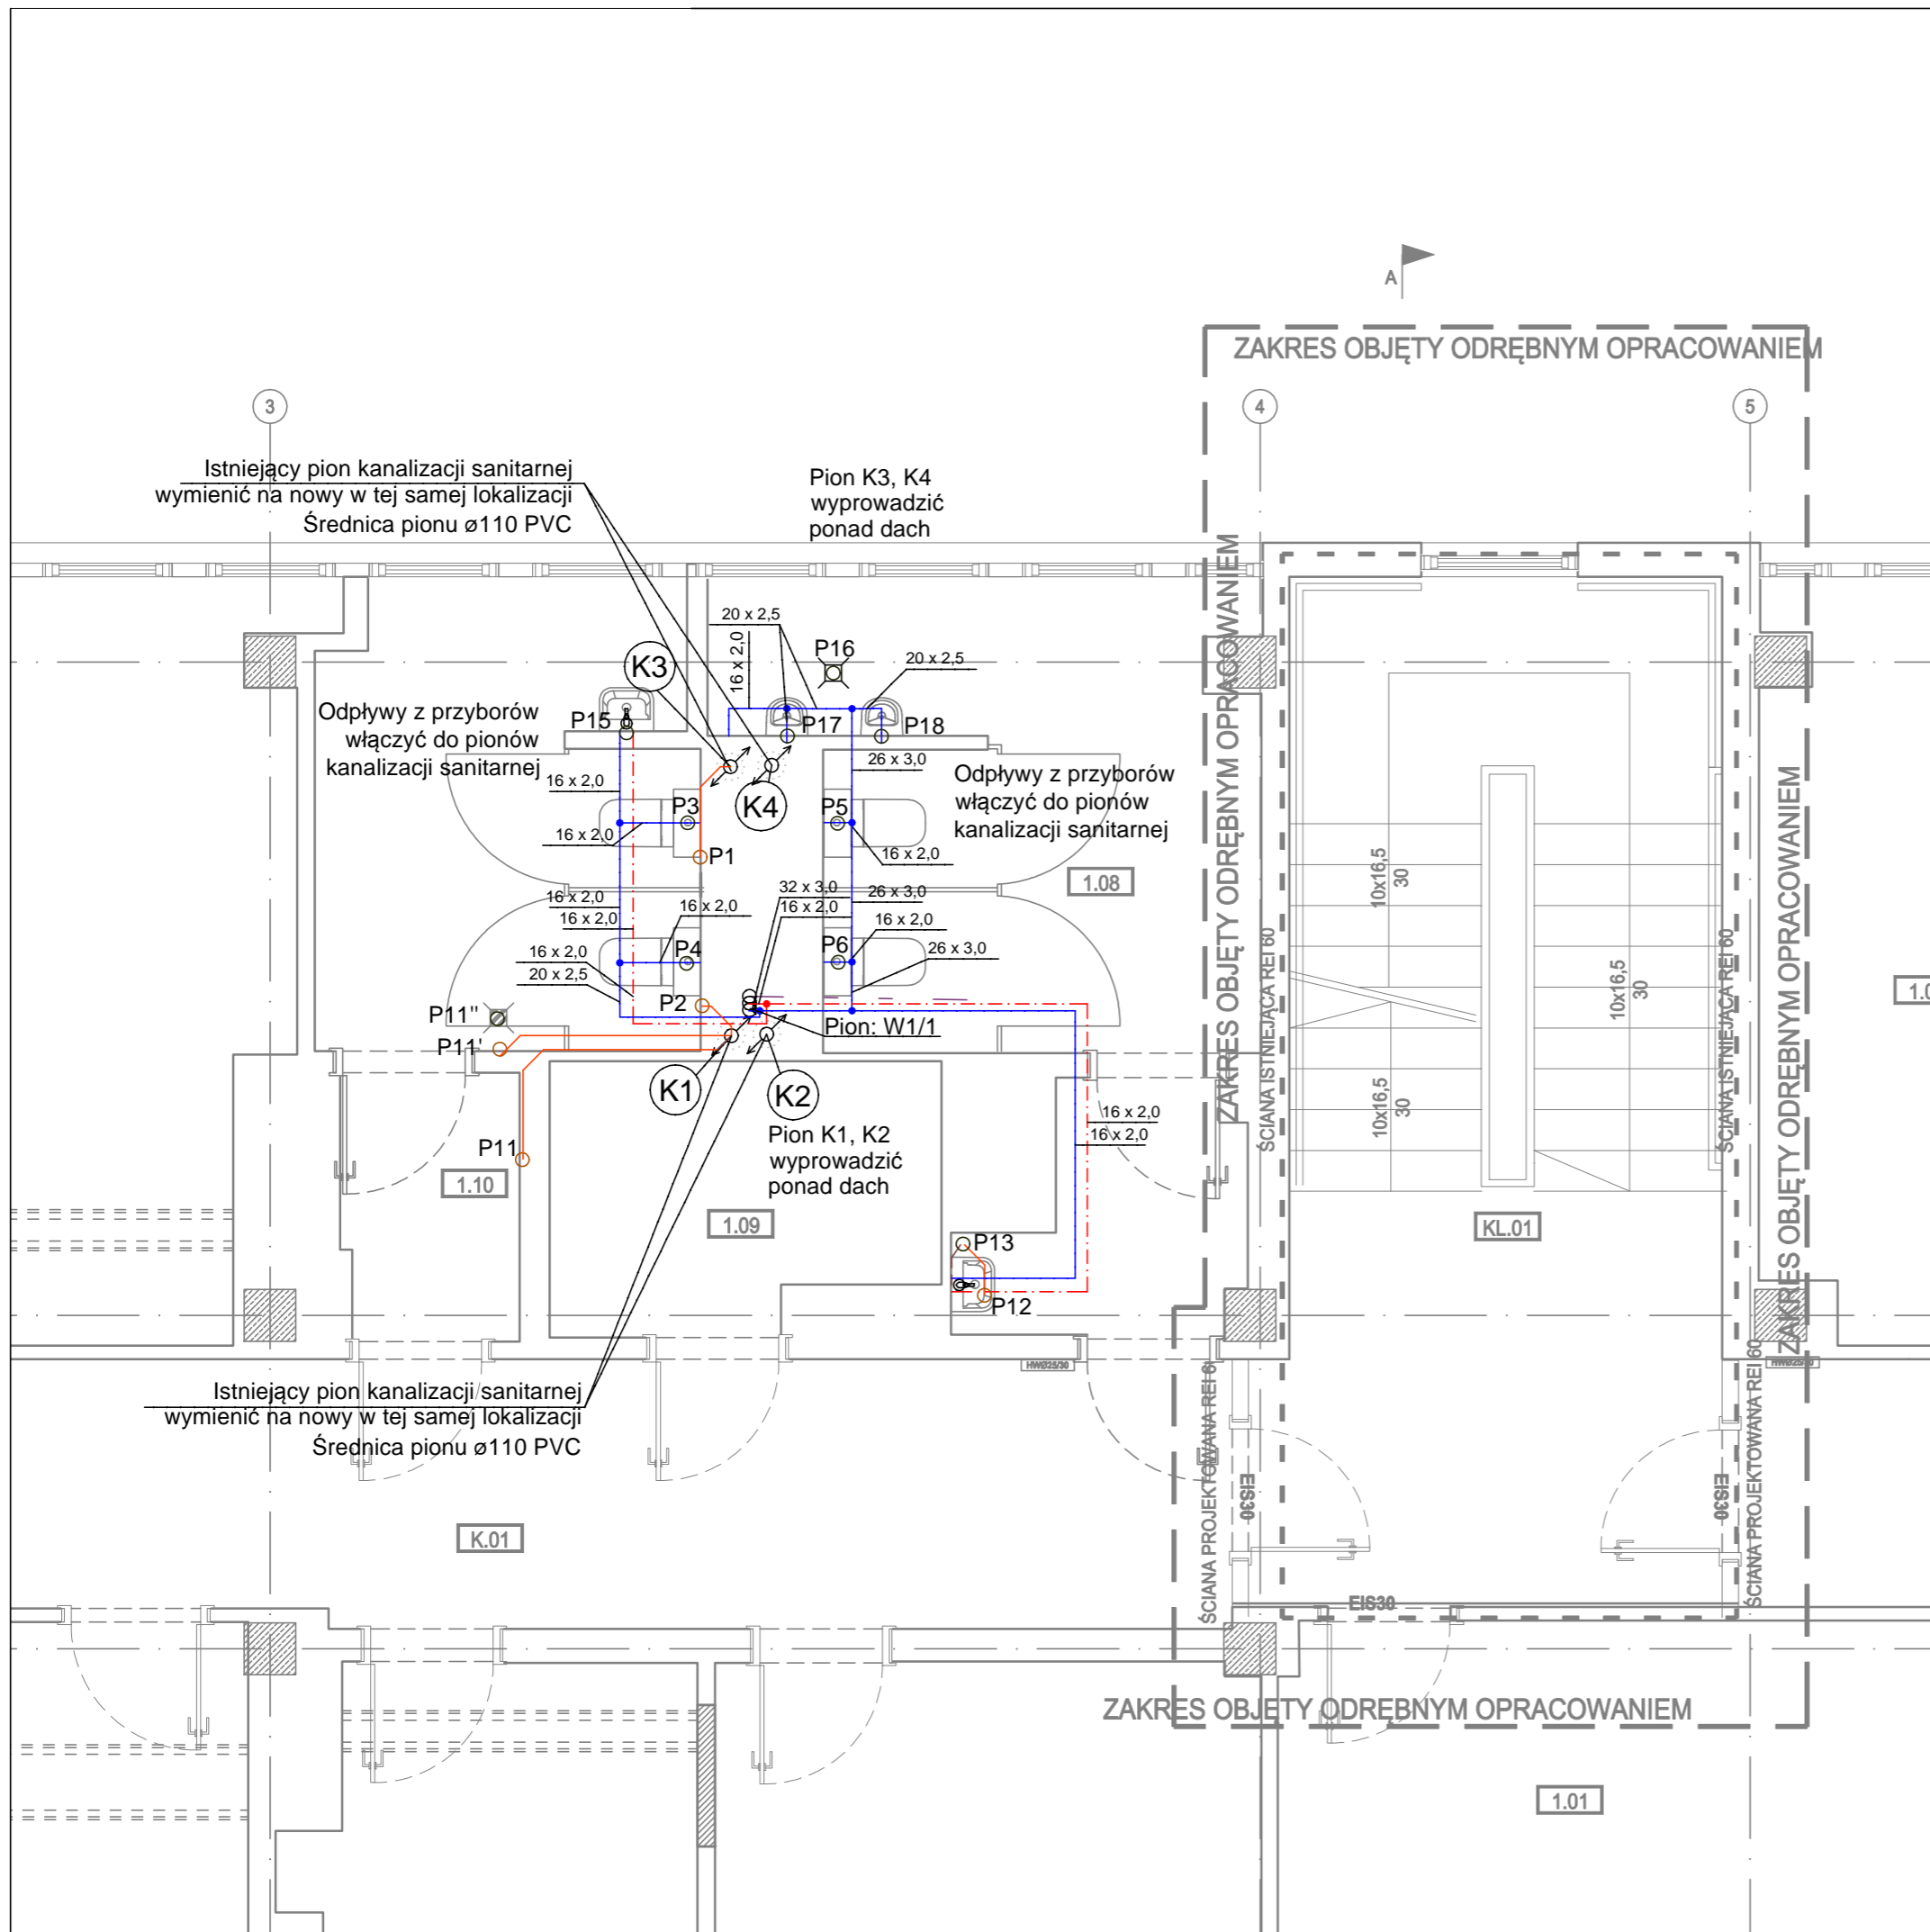 A
ZAKRES OBJĘTY ODRĘBNYM OPRACOWANIEM
3
4
5
Istniejący pion kanalizacji sanitarnej
wymienić na nowy w tej samej lokalizacji
Średnica pionu ø110 PVC
Pion K3, K4
wyprowadzić
ponad dach
ZAKRES OBJĘTY ODRĘBNYM OPRACOWANIEM
20 x 2,5
16 x 2,0
P16
20 x 2,5
K3
Odpływy z przyborów
włączyć do pionów
kanalizacji sanitarnej
P15
P17
P18
26 x 3,0
16 x 2,0
K4
Odpływy z przyborów
włączyć do pionów
kanalizacji sanitarnej
P3
P5
16 x 2,0
16 x 2,0
P1
1.08
32 x 3,0
26 x 3,0
16 x 2,0
16 x 2,0
16 x 2,0
16 x 2,0
16 x 2,0
P4
P6
16 x 2,0
26 x 3,0
20 x 2,5
P2
P11''
P11'
Pion: W1/1
K1
K2
Pion K1, K2
wyprowadzić
ponad dach
16 x 2,0
16 x 2,0
P11
1.10
1.09
P13
P12
10x16,5
30
10x16,5
30
10x16,5
30
ŚCIANA ISTNIEJĄCA REI 60
ŚCIANA ISTNIEJĄCA REI 60
ZAKRES OBJĘTY ODRĘBNYM OPRACOWANIEM
KL.01
1.0
HWØ25/30
HWØ25/30
Istniejący pion kanalizacji sanitarnej
wymienić na nowy w tej samej lokalizacji
Średnica pionu ø110 PVC
ŚCIANA PROJEKTOWANA REI 6
ŚCIANA PROJEKTOWANA REI 60
EIS30
EIS30
EIS30
K.01
ZAKRES OBJĘTY ODRĘBNYM OPRACOWANIEM
1.01